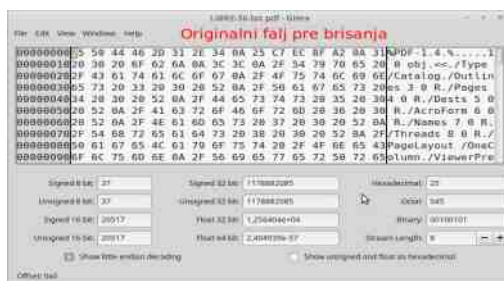 LiBRE-56-lat.pdf - GHex
File Edit View Windows Help
Originalni falj pre brisanja
00000000 25 50 44 46 2D 31 2E 34 0A 25 C7 EC 8F A2 0A 31 %PDF-1.4.%.....1
00000010 20 30 20 6F 62 6A 0A 3C 3C 0A 2F 54 79 70 65 20  0 obj.<<./Type
00000020 2F 43 61 74 61 6C 6F 67 0A 2F 4F 75 74 6C 69 6E /Catalog./Outlin
00000030 65 73 20 33 20 30 20 52 0A 2F 50 61 67 65 73 20 es 3 0 R./Pages
00000040 34 20 30 20 52 0A 2F 44 65 73 74 73 20 35 20 30 4 0 R./Dests 5 0
00000050 20 52 0A 2F 41 63 72 6F 46 6F 72 6D 20 36 20 30  R./AcroForm 6 0
00000060 20 52 0A 2F 4E 61 6D 65 73 20 37 20 30 20 52 0A  R./Names 7 0 R.
00000070 2F 54 68 72 65 61 64 73 20 38 20 30 20 52 0A 2F /Threads 8 0 R./
00000080 50 61 67 65 4C 61 79 6F 75 74 20 2F 4F 6E 65 43 PageLayout /OneC
00000090 6F 6C 75 6D 6E 0A 2F 56 69 65 77 65 72 50 72 65 olumn./ViewerPre
Signed 8 bit: 37 Signed 32 bit: 1178882085 Hexadecimal: 25
Unsigned 8 bit: 37 Unsigned 32 bit: 1178882085 Octal: 045
Signed 16 bit: 20517 Float 32 bit: 1,256404e+04 Binary: 00100101
Unsigned 16 bit: 20517 Float 64 bit: Stream Length: 8 - +
Show little endian decoding Show unsigned and float as hexadecimal
Offset: 0x0